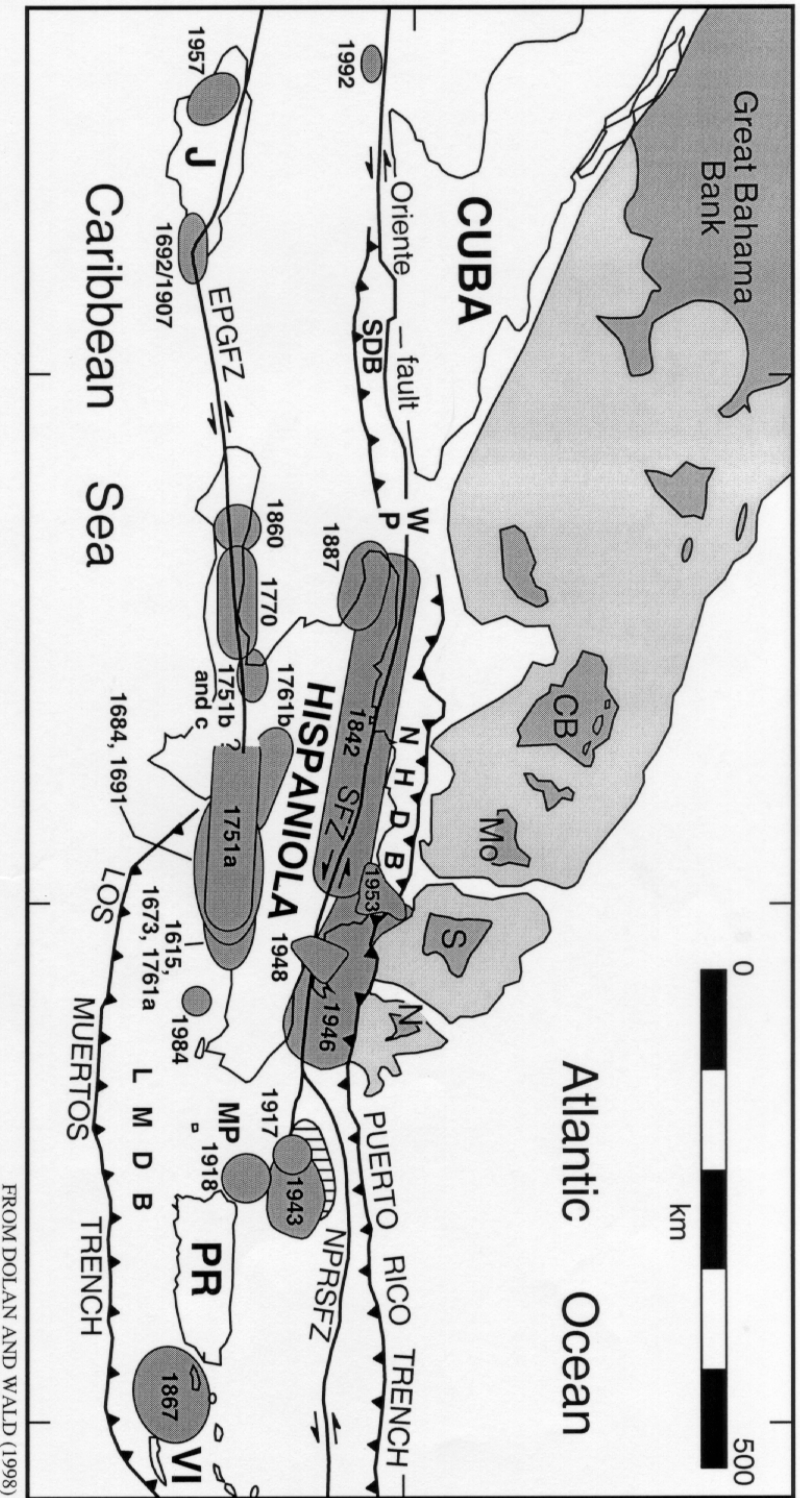 Great Bahama
Bank
Atlantic Ocean
0
km
500
CUBA
CB
Mo
S
N
1992
Oriente
fault
SDB
W
P
N H D B
1953
PUERTO RICO TRENCH
1887
1842
SFZ
1946
1948
NPRSFZ
HISPANIOLA
1957
J
1692/1907
EPGFZ
1860
1770
1751b
and c
1761b
?
1751a
1684, 1691
1615,
1673, 1761a
1984
1917
1943
MP
1918
PR
1867
VI
Caribbean Sea
LOS MUERTOS TRENCH
L M D B
FROM DOLAN AND WALD (1998)